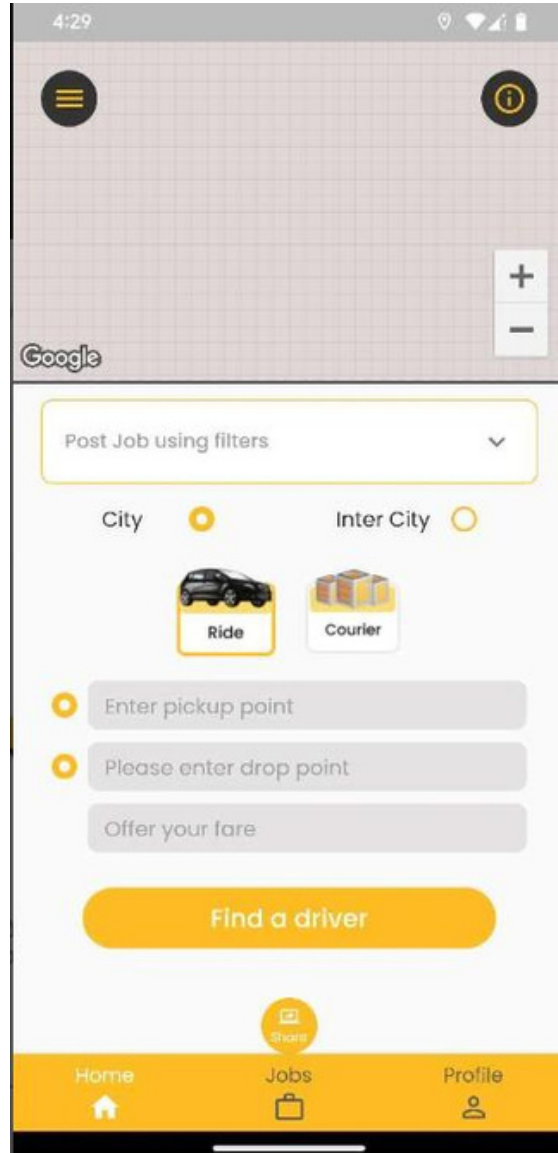 4:29
Google
Post Job using filters
City Inter City
Ride Courier
Enter pickup point
Please enter drop point
Offer your fare
Find a driver
Share
Home Jobs Profile